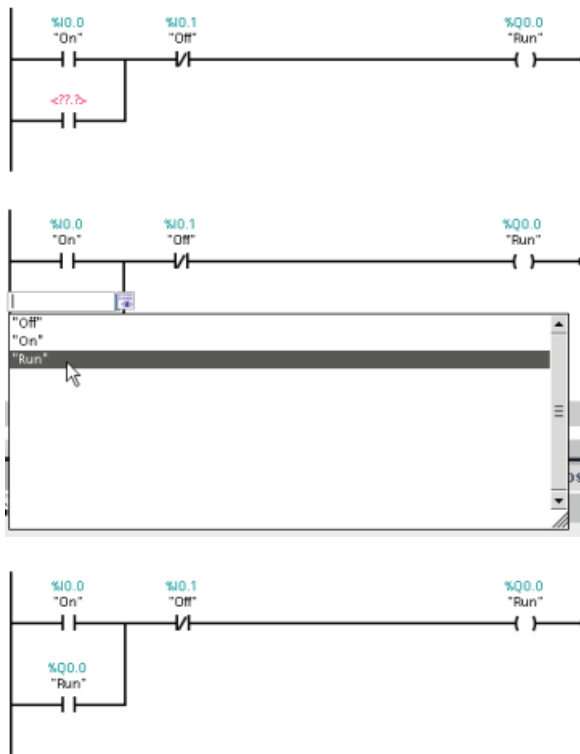 %I0.0 %I0.1 %Q0.0
"On" "Off" "Run"
<??.?>
%I0.0 %I0.1 %Q0.0
"On" "Off" "Run"
"Off"
"On"
"Run"
%I0.0 %I0.1 %Q0.0
"On" "Off" "Run"
%Q0.0
"Run"